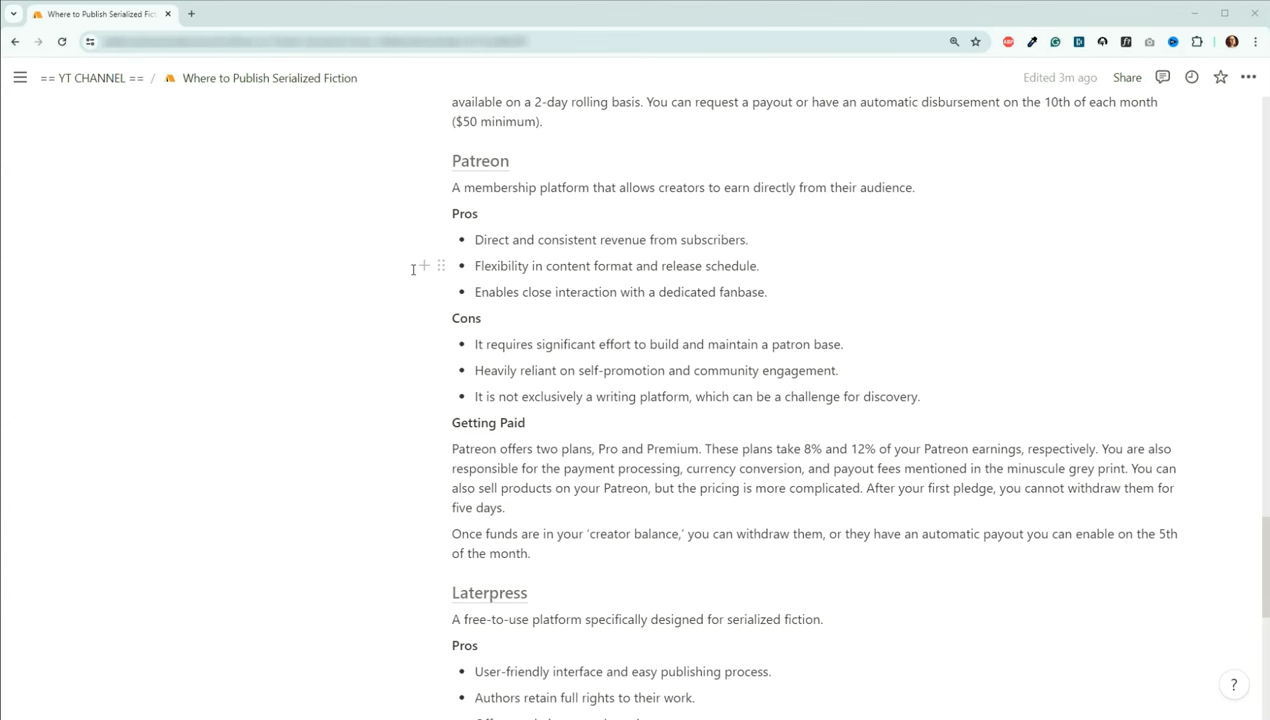 Where to Publish Serialized Fic
== YT CHANNEL == / Where to Publish Serialized Fiction
Edited 3m ago
Share
available on a 2-day rolling basis. You can request a payout or have an automatic disbursement on the 10th of each month
($50 minimum).
Patreon
A membership platform that allows creators to earn directly from their audience.
Pros
• Direct and consistent revenue from subscribers.
• Flexibility in content format and release schedule.
• Enables close interaction with a dedicated fanbase.
Cons
• It requires significant effort to build and maintain a patron base.
• Heavily reliant on self-promotion and community engagement.
• It is not exclusively a writing platform, which can be a challenge for discovery.
Getting Paid
Patreon offers two plans, Pro and Premium. These plans take 8% and 12% of your Patreon earnings, respectively. You are also
responsible for the payment processing, currency conversion, and payout fees mentioned in the minuscule grey print. You can
also sell products on your Patreon, but the pricing is more complicated. After your first pledge, you cannot withdraw them for
five days.
Once funds are in your ‘creator balance,’ you can withdraw them, or they have an automatic payout you can enable on the 5th
of the month.
Laterpress
A free-to-use platform specifically designed for serialized fiction.
Pros
• User-friendly interface and easy publishing process.
• Authors retain full rights to their work.
?